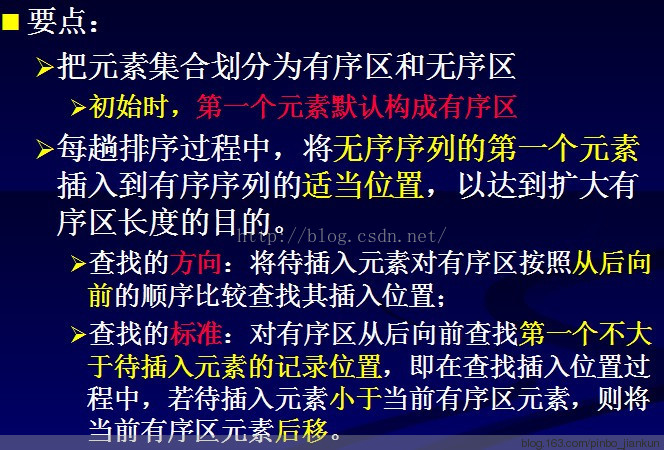 要点:
把元素集合划分为有序区和无序区
初始时，第一个元素默认构成有序区
每趟排序过程中，将无序序列的第一个元素
插入到有序序列的适当位置，以达到扩大有
序区长度的目的。
http://blog.csdn.net/
查找的方向：将待插入元素对有序区按照从后向
前的顺序比较查找其插入位置；
查找的标准：对有序区从后向前查找第一个不大
于待插入元素的记录位置，即在查找插入位置过
程中，若待插入元素小于当前有序区元素，则将
当前有序区元素后移。
blog.163.com/pinbo_jiankun